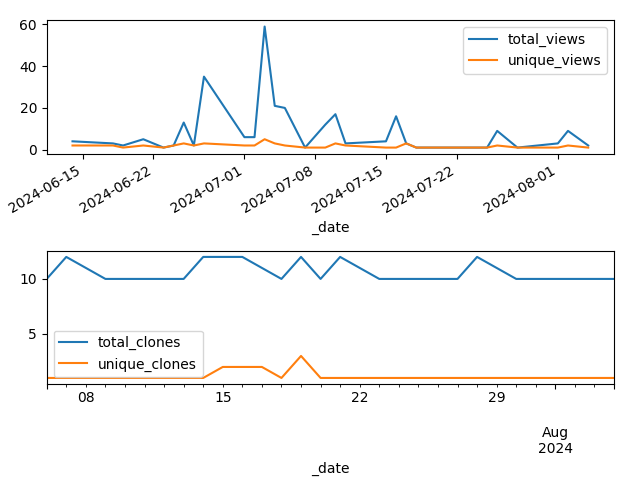 60
40
20
0
total_views
unique_views
2024-06-15
2024-06-22
2024-07-01
2024-07-08
2024-07-15
2024-07-22
2024-08-01
_date
10
5
total_clones
unique_clones
08
15
22
29
Aug
2024
_date